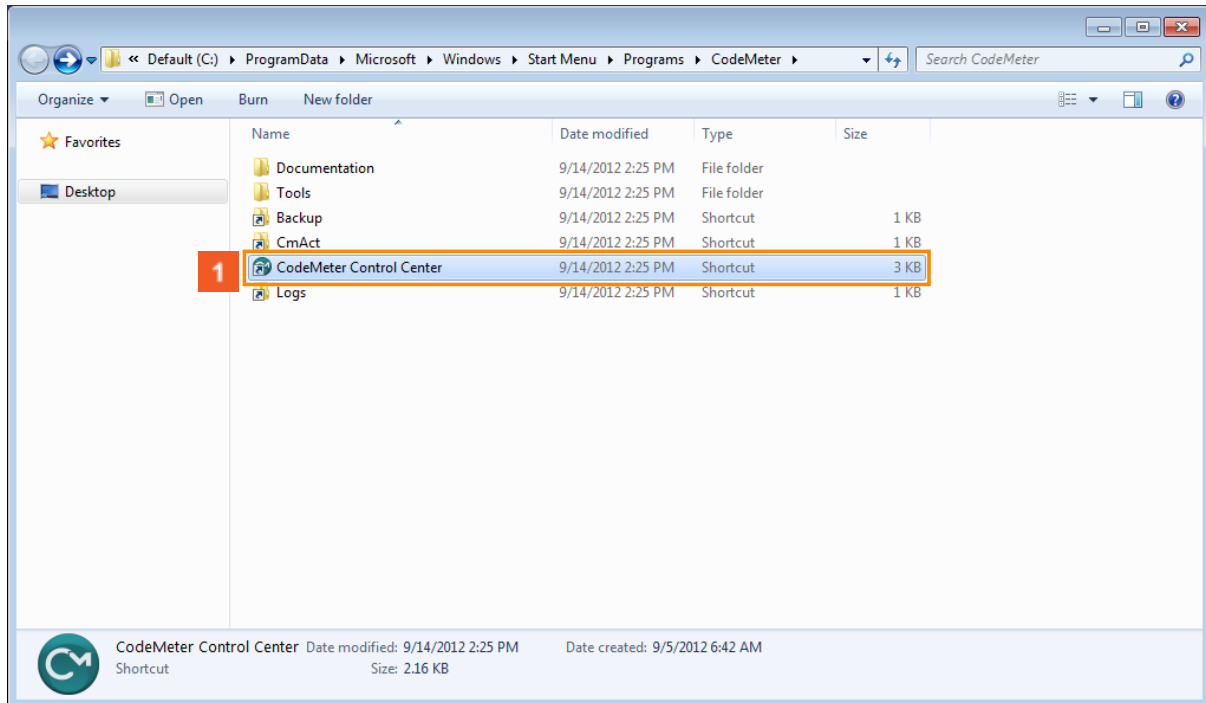 « Default (C:) ▸ ProgramData ▸ Microsoft ▸ Windows ▸ Start Menu ▸ Programs ▸ CodeMeter ▸ Search CodeMeter
Organize Open Burn New folder
Favorites
Desktop
Name Date modified Type Size
Documentation 9/14/2012 2:25 PM File folder
Tools 9/14/2012 2:25 PM File folder
Backup 9/14/2012 2:25 PM Shortcut 1 KB
CmAct 9/14/2012 2:25 PM Shortcut 1 KB
1 CodeMeter Control Center 9/14/2012 2:25 PM Shortcut 3 KB
Logs 9/14/2012 2:25 PM Shortcut 1 KB
CM CodeMeter Control Center Date modified: 9/14/2012 2:25 PM Date created: 9/5/2012 6:42 AM
Shortcut Size: 2.16 KB